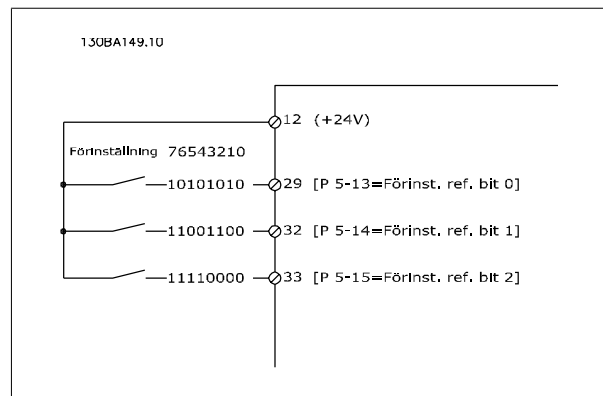 130BA149.10
12 (+24V)
Förinställning 76543210
10101010 29 [P 5-13=Förinst. ref. bit 0]
11001100 32 [P 5-14=Förinst. ref. bit 1]
11110000 33 [P 5-15=Förinst. ref. bit 2]